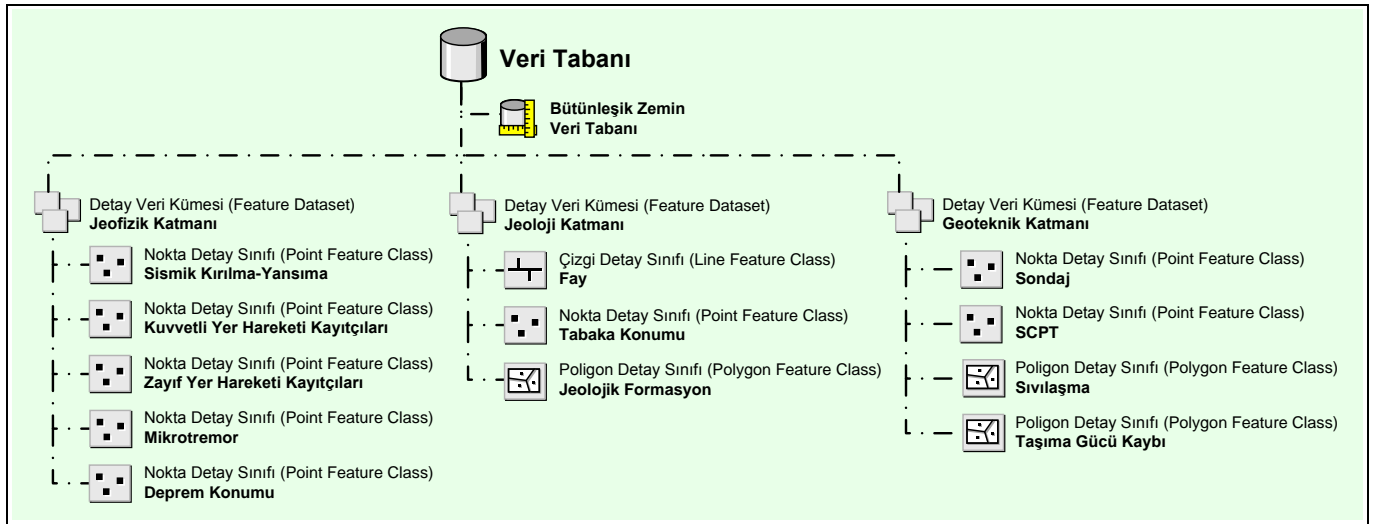 Veri Tabanı
Bütünleşik Zemin
Veri Tabanı
Detay Veri Kümesi (Feature Dataset)
Jeofizik Katmanı
Nokta Detay Sınıfı (Point Feature Class)
Sismik Kırılma-Yansıma
Nokta Detay Sınıfı (Point Feature Class)
Kuvvetli Yer Hareketi Kayıtçıları
Nokta Detay Sınıfı (Point Feature Class)
Zayıf Yer Hareketi Kayıtçıları
Nokta Detay Sınıfı (Point Feature Class)
Mikrotremor
Nokta Detay Sınıfı (Point Feature Class)
Deprem Konumu
Detay Veri Kümesi (Feature Dataset)
Jeoloji Katmanı
Çizgi Detay Sınıfı (Line Feature Class)
Fay
Nokta Detay Sınıfı (Point Feature Class)
Tabaka Konumu
Poligon Detay Sınıfı (Polygon Feature Class)
Jeolojik Formasyon
Detay Veri Kümesi (Feature Dataset)
Geoteknik Katmanı
Nokta Detay Sınıfı (Point Feature Class)
Sondaj
Nokta Detay Sınıfı (Point Feature Class)
SCPT
Poligon Detay Sınıfı (Polygon Feature Class)
Sıvılaşma
Poligon Detay Sınıfı (Polygon Feature Class)
Taşıma Gücü Kaybı